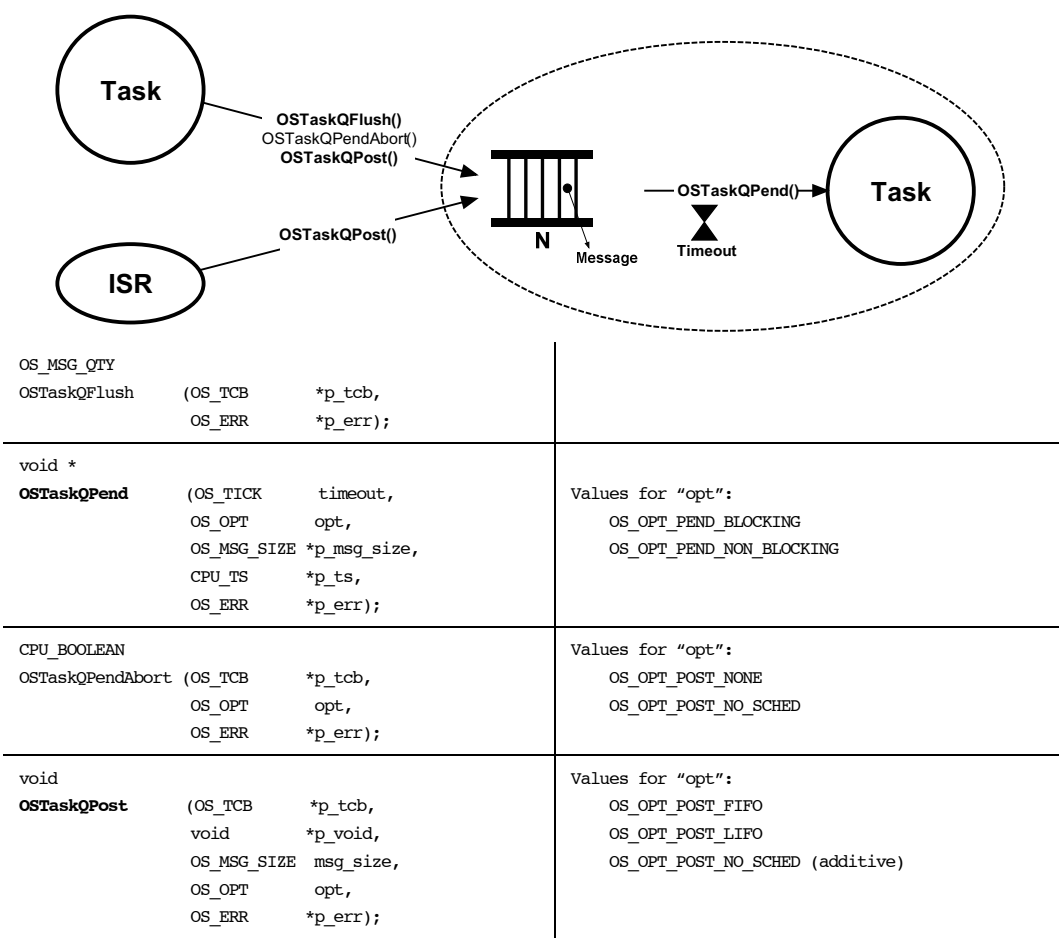 Task
OSTaskQFlush()
OSTaskQPendAbort()
OSTaskQPost()
OSTaskQPend()
Task
OSTaskQPost()
N
Message
Timeout
ISR
OS_MSG_QTY
OSTaskQFlush (OS_TCB *p_tcb,
OS_ERR *p_err);
void *
OSTaskQPend (OS_TICK timeout,
OS_OPT opt,
OS_MSG_SIZE *p_msg_size,
CPU_TS *p_ts,
OS_ERR *p_err);
Values for “opt”:
OS_OPT_PEND_BLOCKING
OS_OPT_PEND_NON_BLOCKING
CPU_BOOLEAN
OSTaskQPendAbort (OS_TCB *p_tcb,
OS_OPT opt,
OS_ERR *p_err);
Values for “opt”:
OS_OPT_POST_NONE
OS_OPT_POST_NO_SCHED
void
OSTaskQPost (OS_TCB *p_tcb,
void *p_void,
OS_MSG_SIZE msg_size,
OS_OPT opt,
OS_ERR *p_err);
Values for “opt”:
OS_OPT_POST_FIFO
OS_OPT_POST_LIFO
OS_OPT_POST_NO_SCHED (additive)